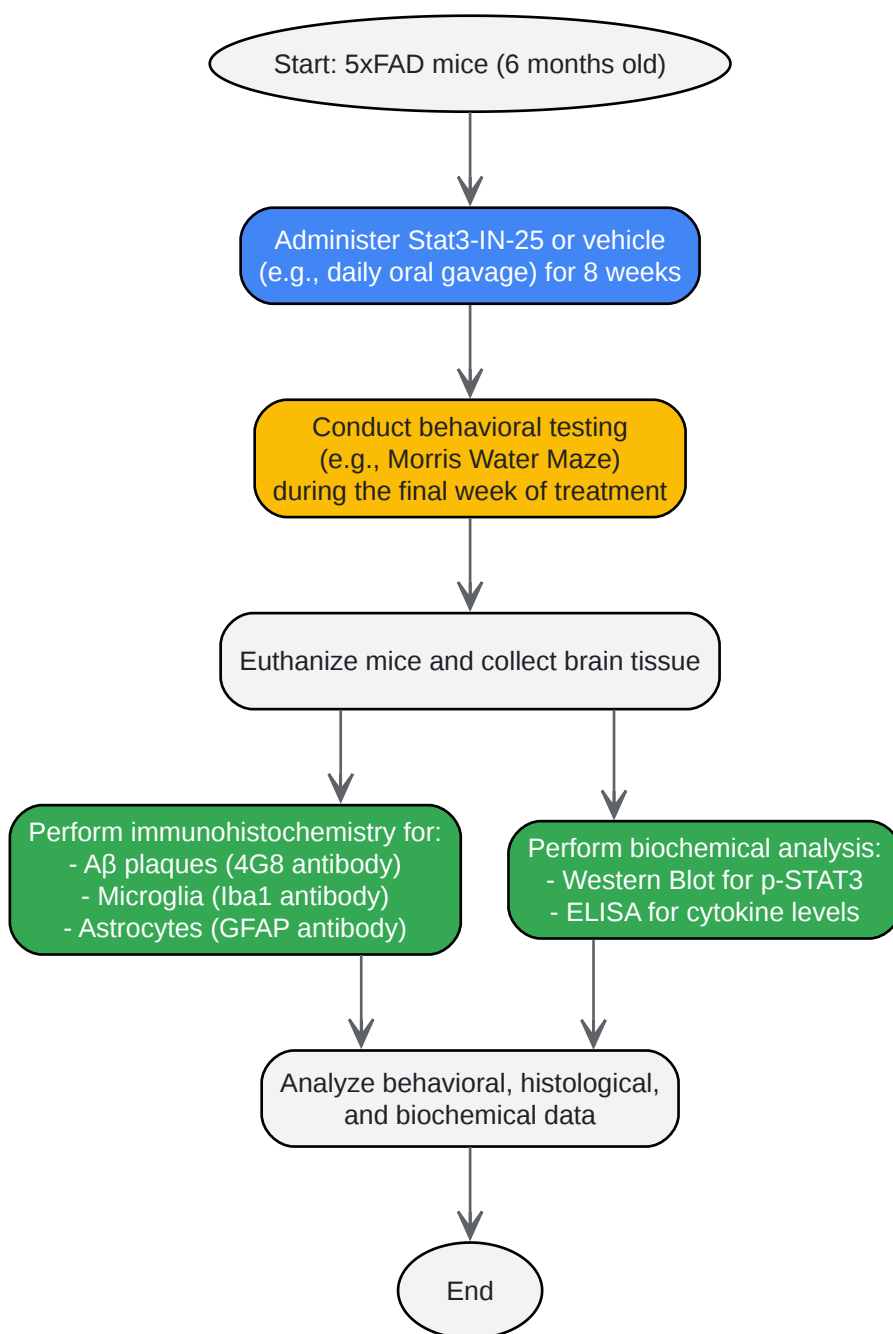 Start: 5xFAD mice (6 months old)
Administer Stat3-IN-25 or vehicle
(e.g., daily oral gavage) for 8 weeks
Conduct behavioral testing
(e.g., Morris Water Maze)
during the final week of treatment
Euthanize mice and collect brain tissue
Perform immunohistochemistry for:
- Aβ plaques (4G8 antibody)
- Microglia (Iba1 antibody)
- Astrocytes (GFAP antibody)
Perform biochemical analysis:
- Western Blot for p-STAT3
- ELISA for cytokine levels
Analyze behavioral, histological,
and biochemical data
End